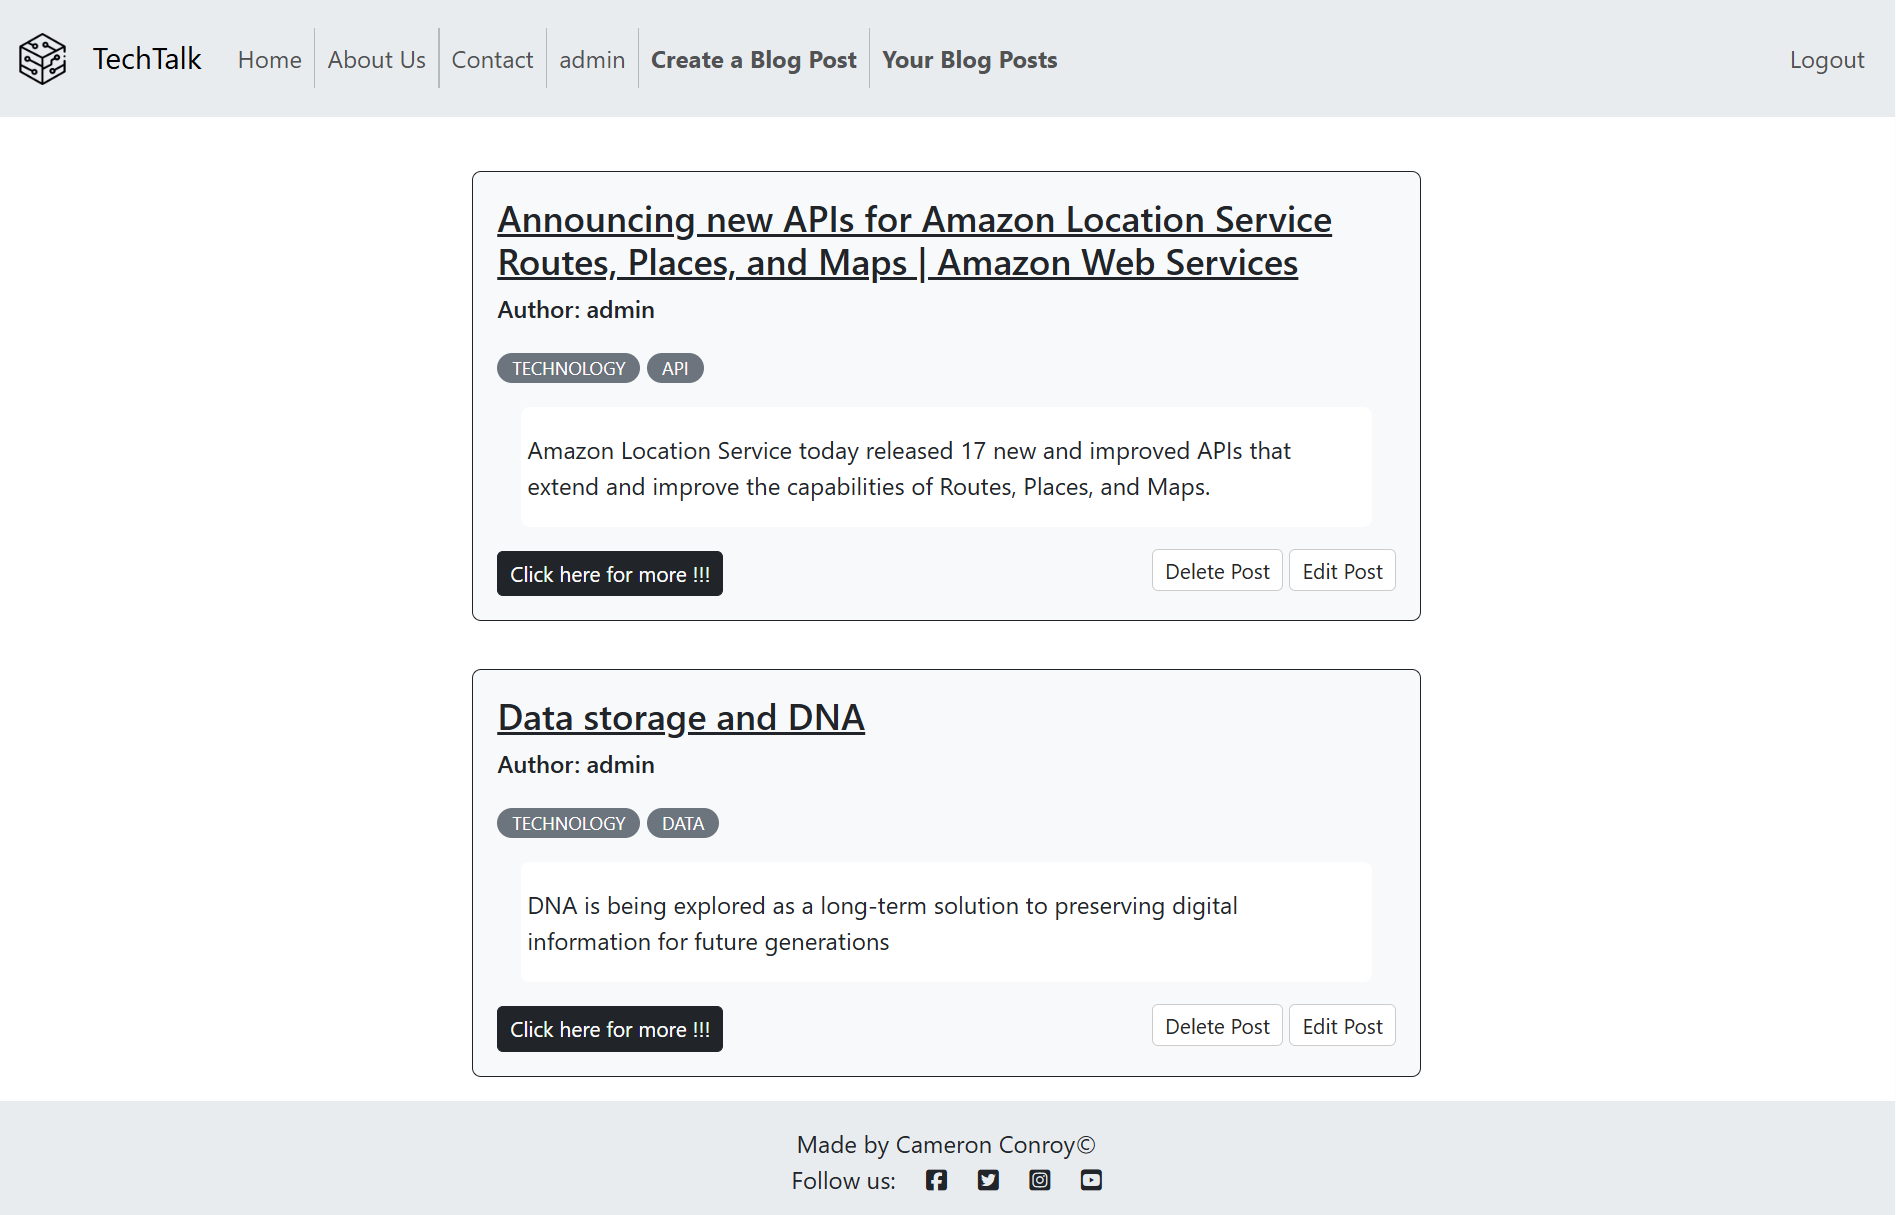 TechTalk Home About Us Contact admin Create a Blog Post Your Blog Posts Logout
Announcing new APIs for Amazon Location Service
Routes, Places, and Maps | Amazon Web Services
Author: admin
TECHNOLOGY API
Amazon Location Service today released 17 new and improved APIs that
extend and improve the capabilities of Routes, Places, and Maps.
Click here for more !!! Delete Post Edit Post
Data storage and DNA
Author: admin
TECHNOLOGY DATA
DNA is being explored as a long-term solution to preserving digital
information for future generations
Click here for more !!! Delete Post Edit Post
Made by Cameron Conroy©
Follow us: